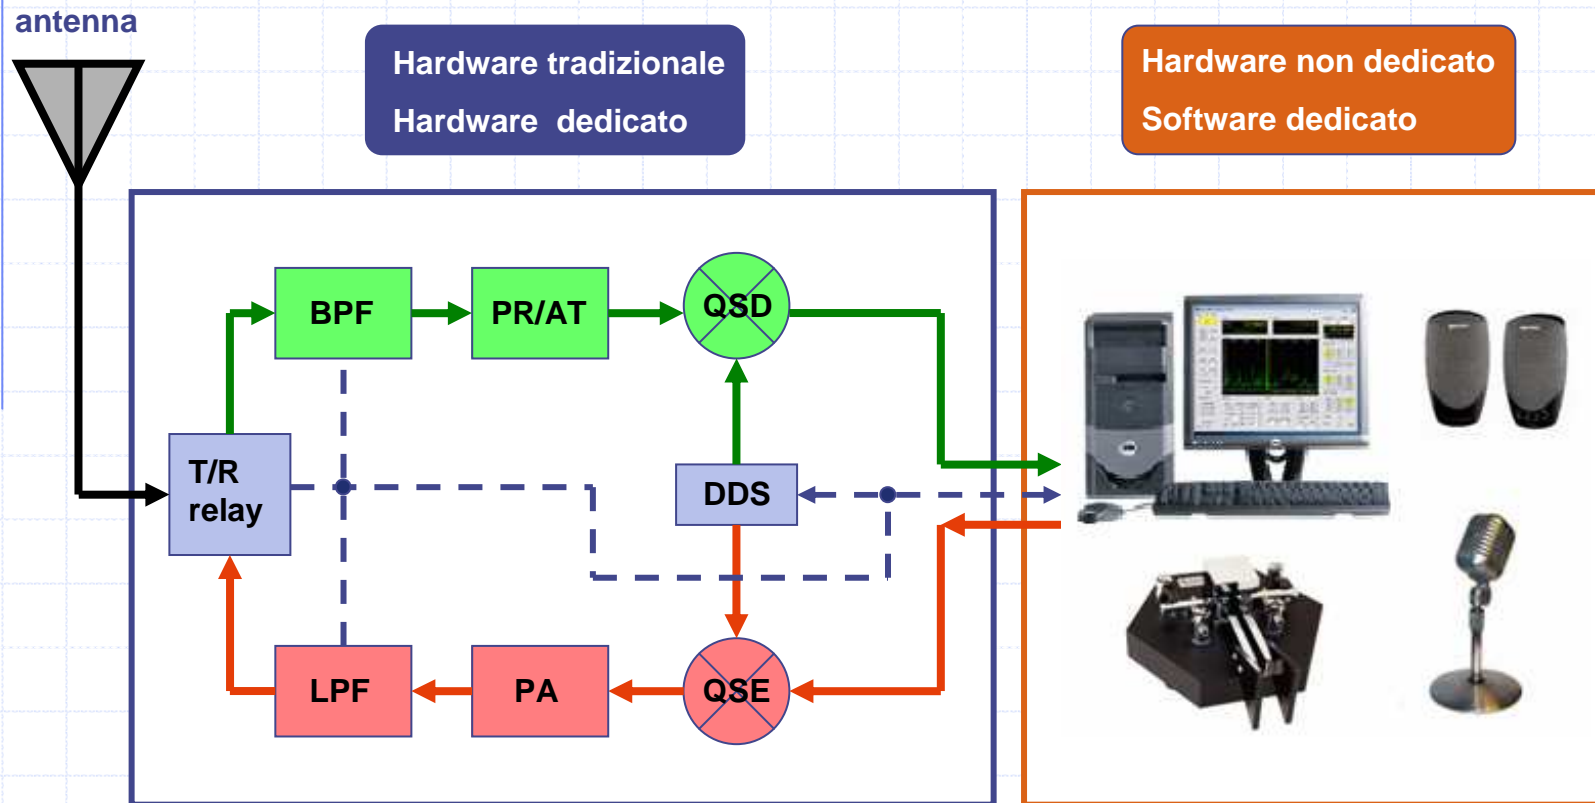 antenna
Hardware tradizionale
Hardware dedicato
Hardware non dedicato
Software dedicato
BPF
PR/AT
QSD
T/R
relay
DDS
LPF
PA
QSE